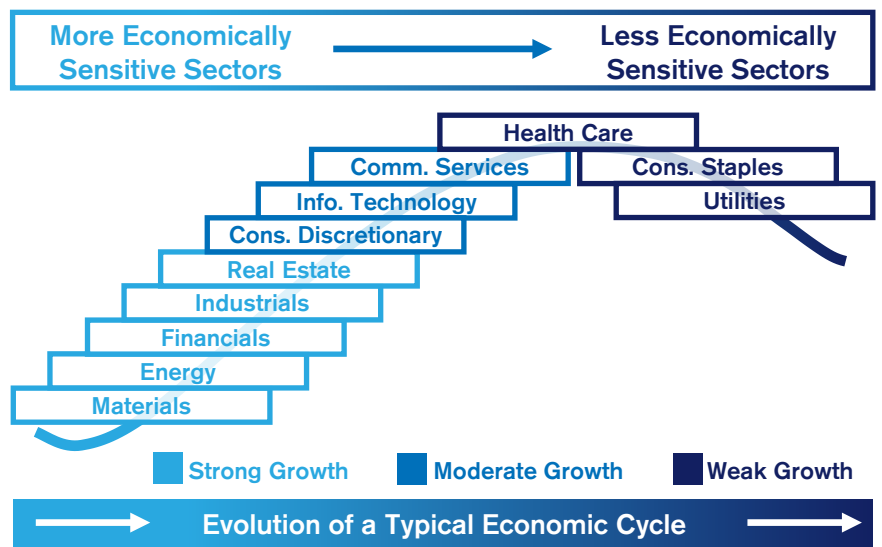 More Economically
Sensitive Sectors
Less Economically
Sensitive Sectors
Health Care
Comm. Services
Cons. Staples
Info. Technology
Utilities
Cons. Discretionary
Real Estate
Industrials
Financials
Energy
Materials
Strong Growth
Moderate Growth
Weak Growth
Evolution of a Typical Economic Cycle